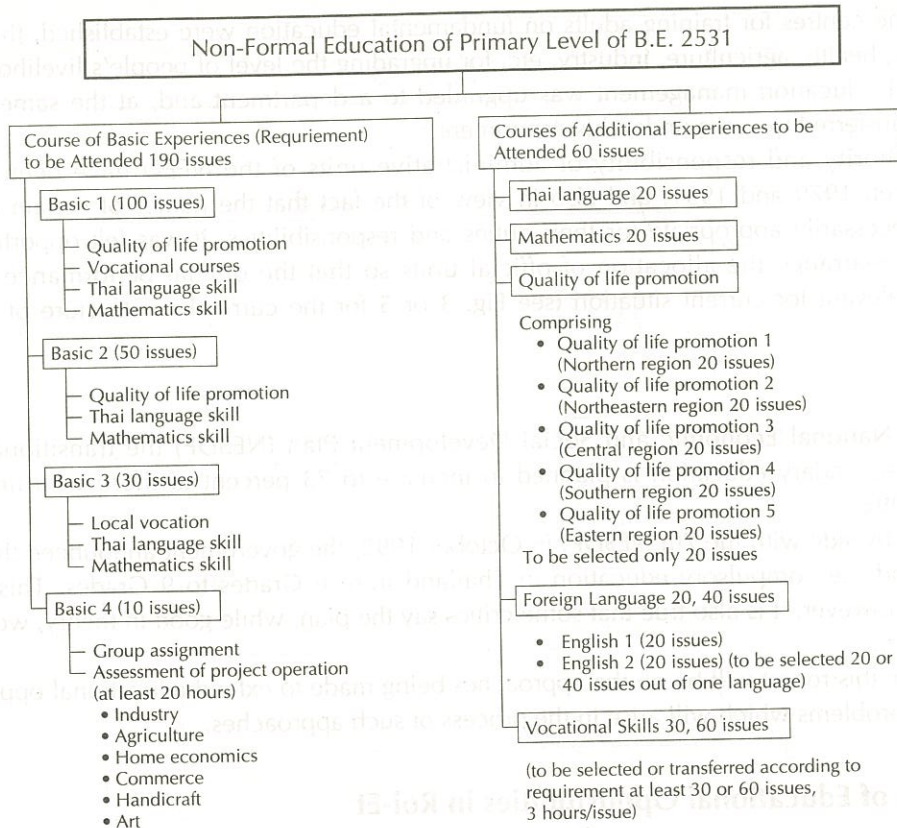 Non-Formal Education of Primary Level of B.E. 2531
Course of Basic Experiences (Requriement)
to be Attended 190 issues
Basic 1 (100 issues)
Quality of life promotion
Vocational courses
Thai language skill
Mathematics skill
Basic 2 (50 issues)
Quality of life promotion
Thai language skill
Mathematics skill
Basic 3 (30 issues)
Local vocation
Thai language skill
Mathematics skill
Basic 4 (10 issues)
Group assignment
Assessment of project operation
(at least 20 hours)
• Industry
• Agriculture
• Home economics
• Commerce
• Handicraft
• Art
Courses of Additional Experiences to be
Attended 60 issues
Thai language 20 issues
Mathematics 20 issues
Quality of life promotion
Comprising
• Quality of life promotion 1
(Northern region 20 issues)
• Quality of life promotion 2
(Northeastern region 20 issues)
• Quality of life promotion 3
(Central region 20 issues)
• Quality of life promotion 4
(Southern region 20 issues)
• Quality of life promotion 5
(Eastern region 20 issues)
To be selected only 20 issues
Foreign Language 20, 40 issues
• English 1 (20 issues)
• English 2 (20 issues) (to be selected 20 or
40 issues out of one language)
Vocational Skills 30, 60 issues
(to be selected or transferred according to
requirement at least 30 or 60 issues,
3 hours/issue)